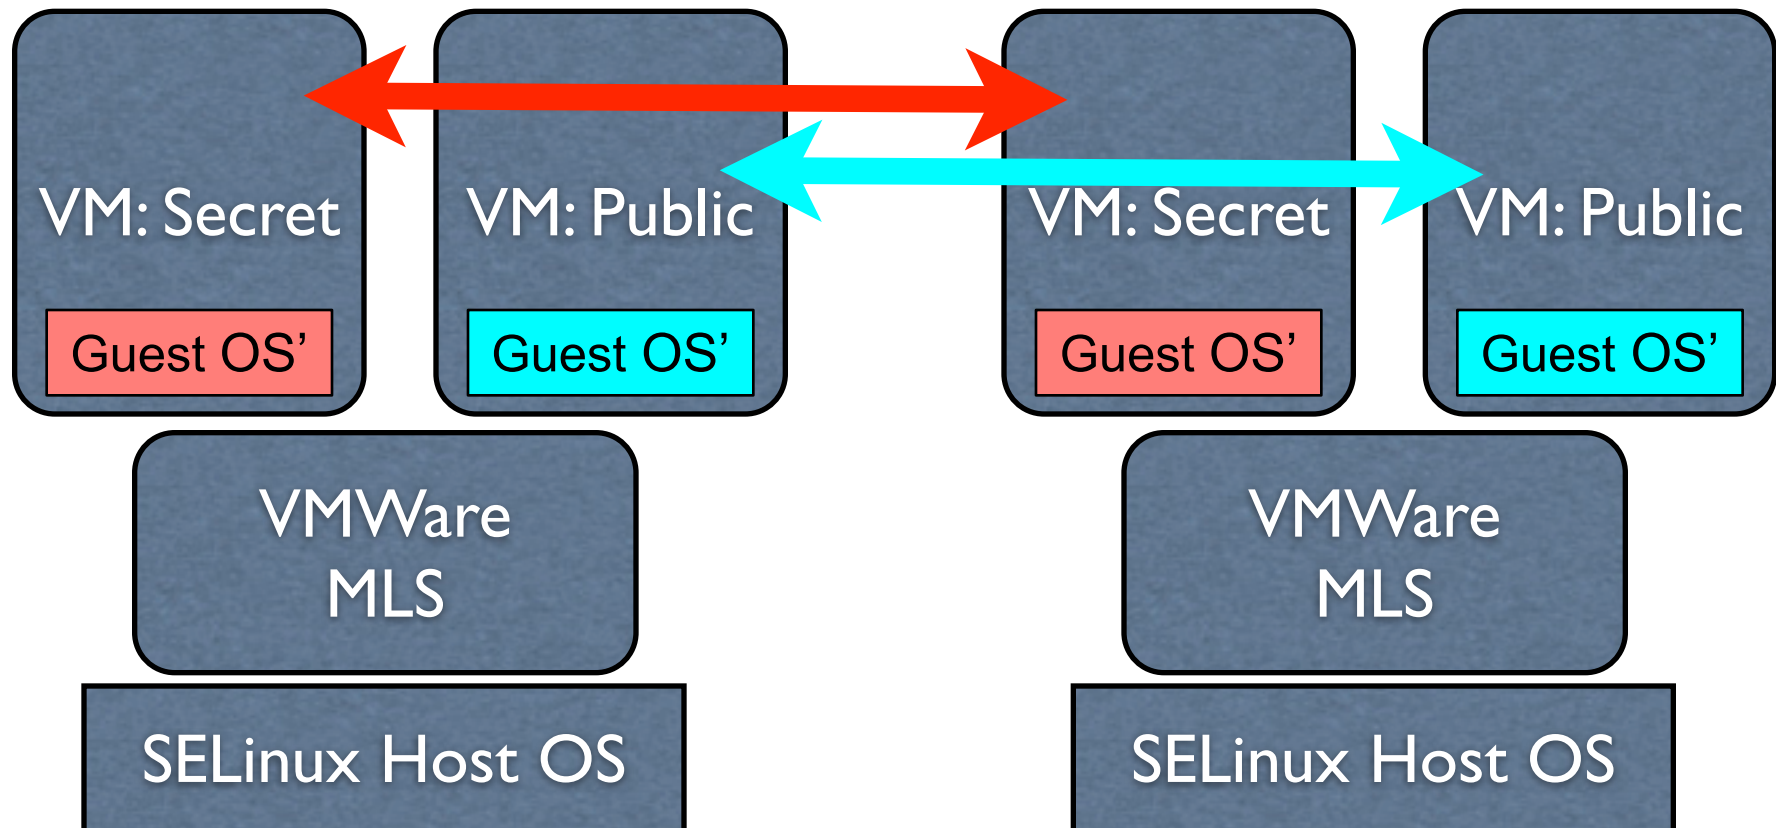 VM: Secret
VM: Public
VM: Secret
VM: Public
Guest OS’
Guest OS’
Guest OS’
Guest OS’
VMWare
MLS
VMWare
MLS
SELinux Host OS
SELinux Host OS